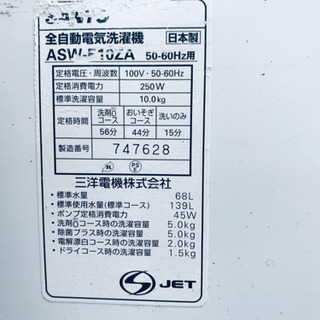 SANYO
全自動電気洗濯機 日本製
ASW-E10ZA 50-60Hz用
定格電圧・周波数 100V・50-60Hz
定格消費電力 250W
標準洗濯容量 10.0kg
定格時間 洗剤0コース おいそぎコース 洗いのみ
56分 44分 15分
製造番号 747628
PSE
三洋電機株式会社
・標準水量 68L
・標準使用水量(標準コース) 139L
・ポンプ定格消費電力 45W
・洗剤0コース時の洗濯容量 5.0kg
・除菌プラス時の洗濯容量 5.0kg
・電解漂白コース時の洗濯容量 2.0kg
・ドライコース時の洗濯容量 1.5kg
S JET